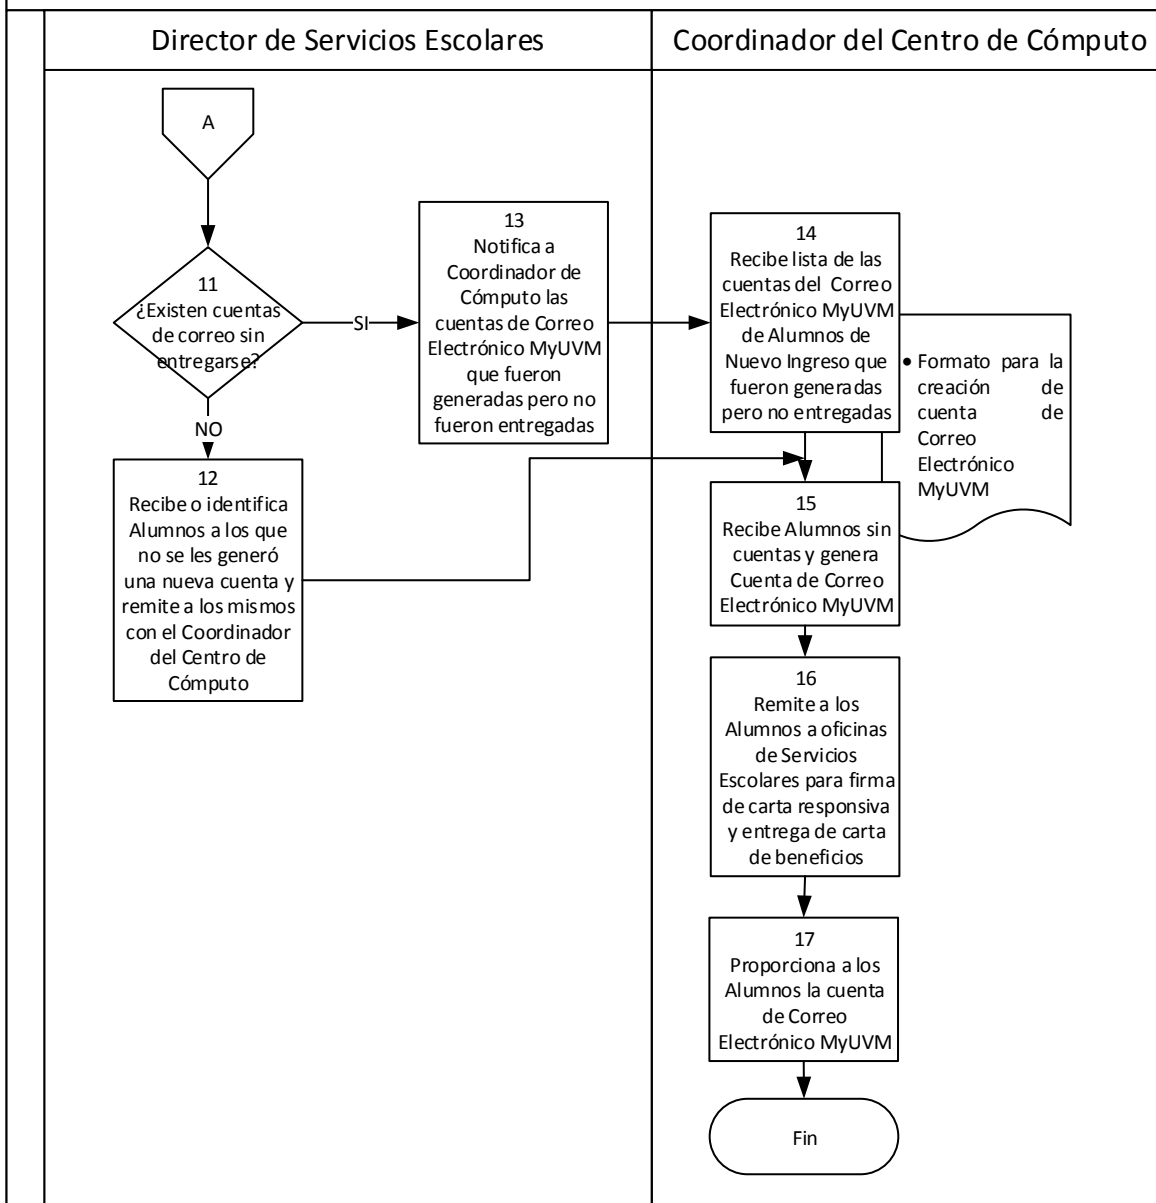 Director de Servicios Escolares
Coordinador del Centro de Cómputo
A
11
¿Existen cuentas
de correo sin
entregarse?
SI
NO
12
Recibe o identifica
Alumnos a los que
no se les generó
una nueva cuenta y
remite a los mismos
con el Coordinador
del Centro de
Cómputo
13
Notifica a
Coordinador de
Cómputo las
cuentas de Correo
Electrónico MyUVM
que fueron
generadas pero no
fueron entregadas
14
Recibe lista de las
cuentas del Correo
Electrónico MyUVM
de Alumnos de
Nuevo Ingreso que
fueron generadas
pero no entregadas
• Formato para la
creación de
cuenta de
Correo
Electrónico
MyUVM
15
Recibe Alumnos sin
cuentas y genera
Cuenta de Correo
Electrónico MyUVM
16
Remite a los
Alumnos a oficinas
de Servicios
Escolares para firma
de carta responsiva
y entrega de carta
de beneficios
17
Proporciona a los
Alumnos la cuenta
de Correo
Electrónico MyUVM
Fin